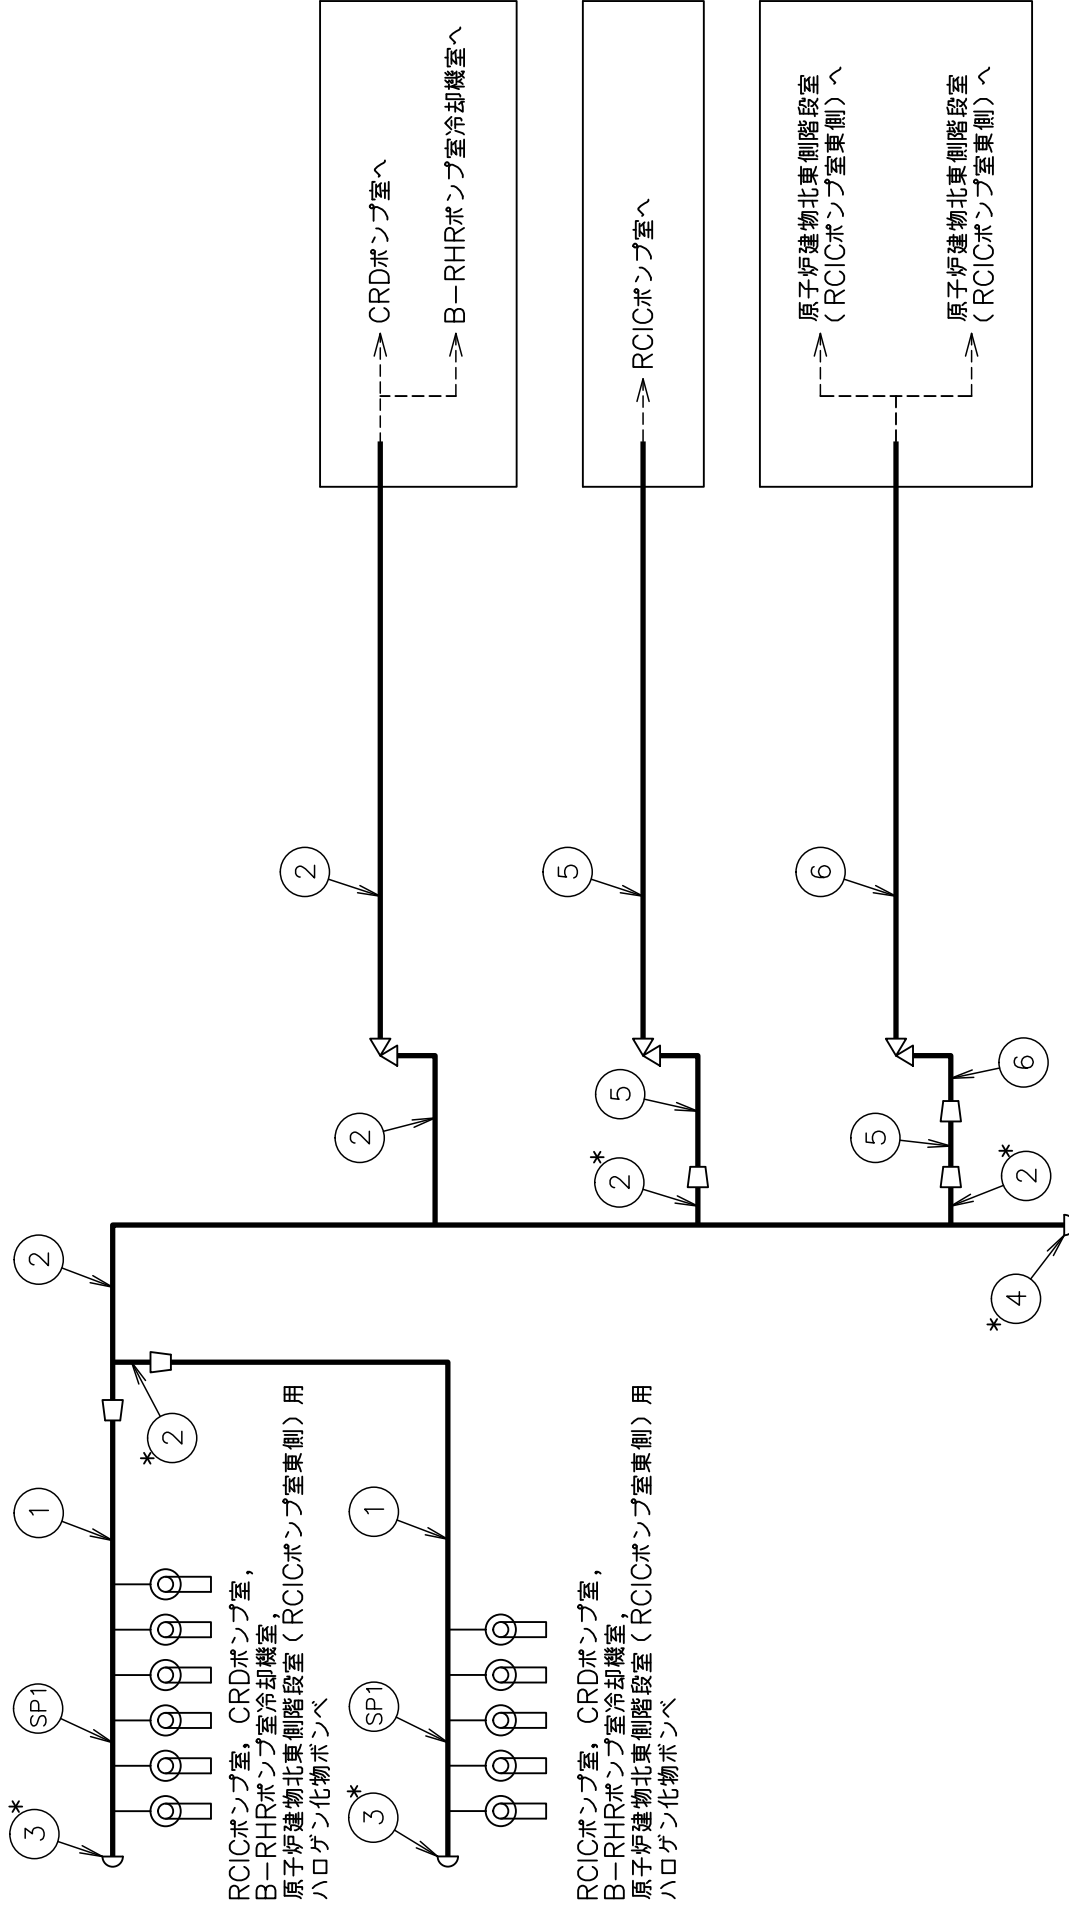 3
*
SP1
1
2
*
2
RCICポンプ室，CRDポンプ室，
B－RHRポンプ室冷却機室，
原子炉建物北東側階段室（RCICポンプ室東側）用
ハロゲン化物ボンベ
3
*
SP1
1
RCICポンプ室，CRDポンプ室，
B－RHRポンプ室冷却機室，
原子炉建物北東側階段室（RCICポンプ室東側）用
ハロゲン化物ボンベ
2
2
CRDポンプ室へ
B－RHRポンプ室冷却機室へ
2
*
5
5
RCICポンプ室へ
2
*
5
6
6
原子炉建物北東側階段室
（RCICポンプ室東側）へ
原子炉建物北東側階段室
（RCICポンプ室東側）へ
4
*